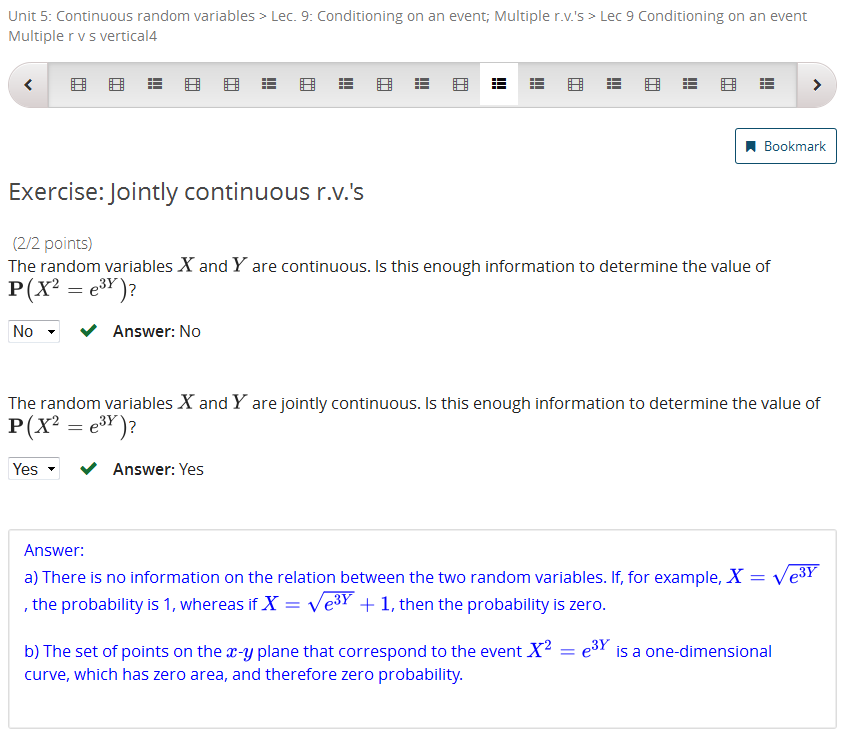 Unit 5: Continuous random variables > Lec. 9: Conditioning on an event; Multiple r.v.'s > Lec 9 Conditioning on an event
Multiple r v s vertical4
Bookmark
Exercise: Jointly continuous r.v.'s
(2/2 points)
The random variables X and Y are continuous. Is this enough information to determine the value of
P(X² = e³ʸ)?
No
Answer: No
The random variables X and Y are jointly continuous. Is this enough information to determine the value of
P(X² = e³ʸ)?
Yes
Answer: Yes
Answer:
a) There is no information on the relation between the two random variables. If, for example, X = √e³ʸ
, the probability is 1, whereas if X = √e³ʸ + 1, then the probability is zero.
b) The set of points on the x-y plane that correspond to the event X² = e³ʸ is a one-dimensional
curve, which has zero area, and therefore zero probability.